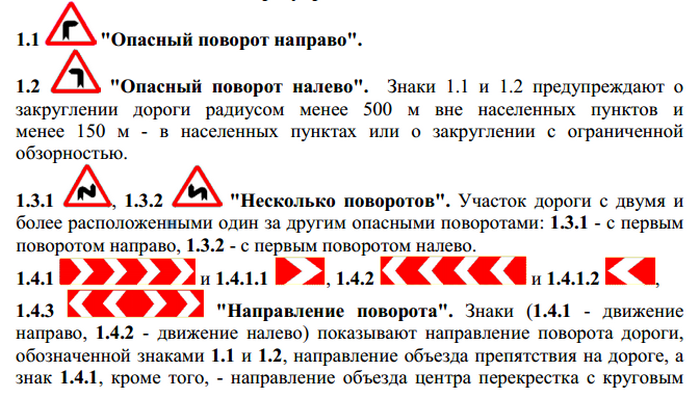 1.1 "Опасный поворот направо".
1.2 "Опасный поворот налево". Знаки 1.1 и 1.2 предупреждают о
закруглении дороги радиусом менее 500 м вне населенных пунктов и
менее 150 м - в населенных пунктах или о закруглении с ограниченной
обзорностью.
1.3.1 , 1.3.2 "Несколько поворотов". Участок дороги с двумя и
более расположенными один за другим опасными поворотами: 1.3.1 - с первым
поворотом направо, 1.3.2 - с первым поворотом налево.
1.4.1 и 1.4.1.1 , 1.4.2 и 1.4.1.2 ,
1.4.3 "Направление поворота". Знаки (1.4.1 - движение
направо, 1.4.2 - движение налево) показывают направление поворота дороги,
обозначенной знаками 1.1 и 1.2, направление объезда препятствия на дороге, а
знак 1.4.1, кроме того, - направление объезда центра перекрестка с круговым